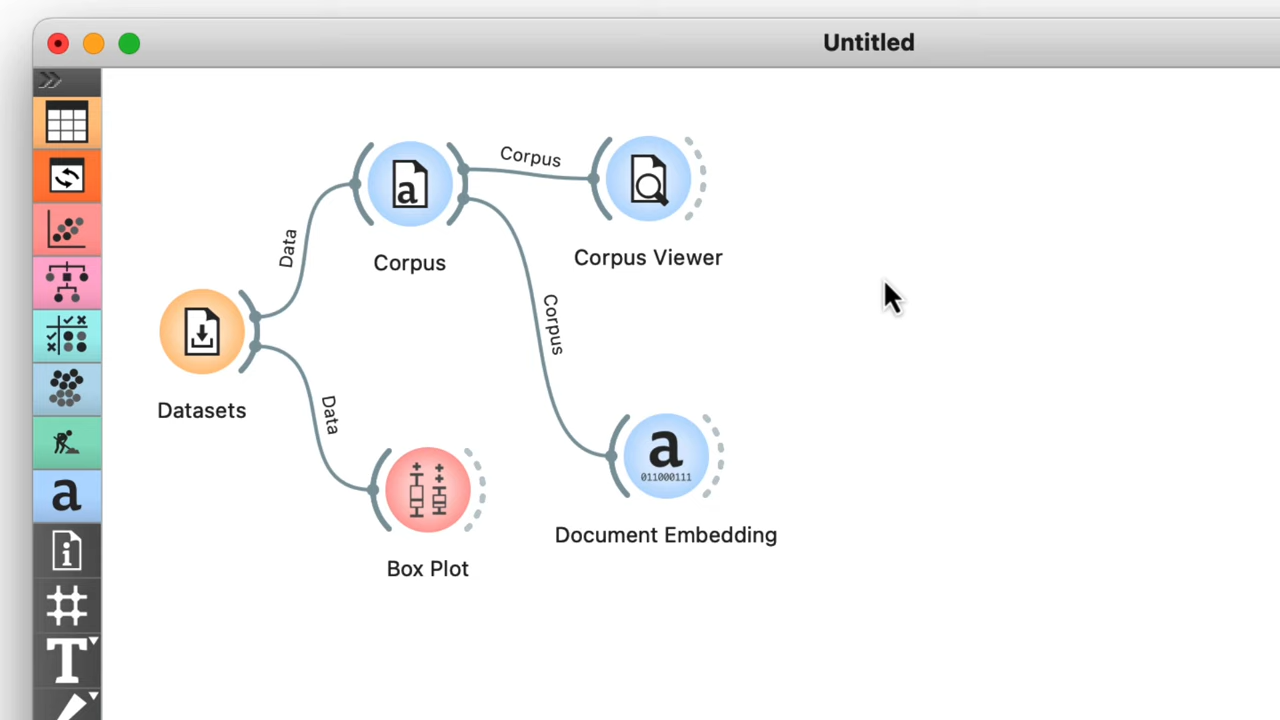 Untitled
Corpus
Data
Corpus
Corpus Viewer
Corpus
Datasets
Data
a
011000111
Document Embedding
Box Plot
a
a
i
T